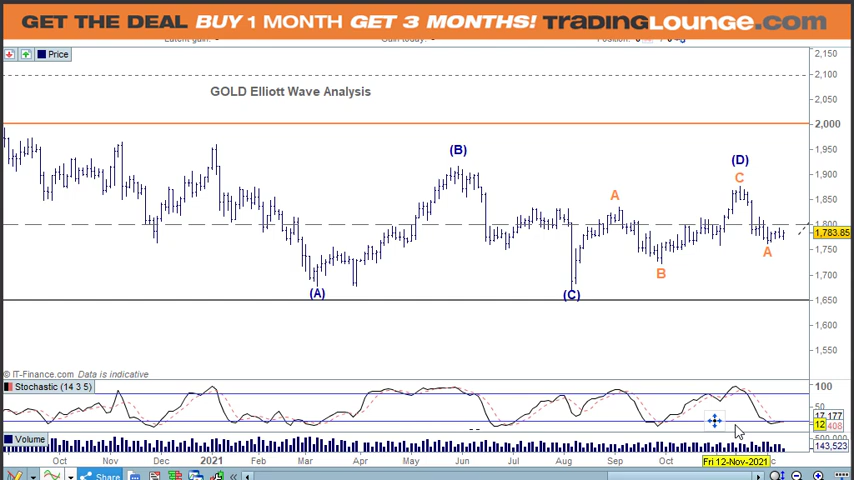 GET THE DEAL BUY 1 MONTH GET 3 MONTHS! TRADINGLOUNGE.com
Price
GOLD Elliott Wave Analysis
2,150
2,100
2,050
2,000
1,950
1,900
1,850
1,800
1,783.85
1,750
1,700
1,650
1,600
1,550
(B)
(D)
C
A
A
B
(A)
(C)
© IT-Finance.com Data is indicative
Stochastic (14 3 5)
100
50
17.177
12.408
Volume
143,523
Oct Nov Dec 2021 Feb Mar Apr May Jun Jul Aug Sep Oct Fri 12-Nov-2021
Share